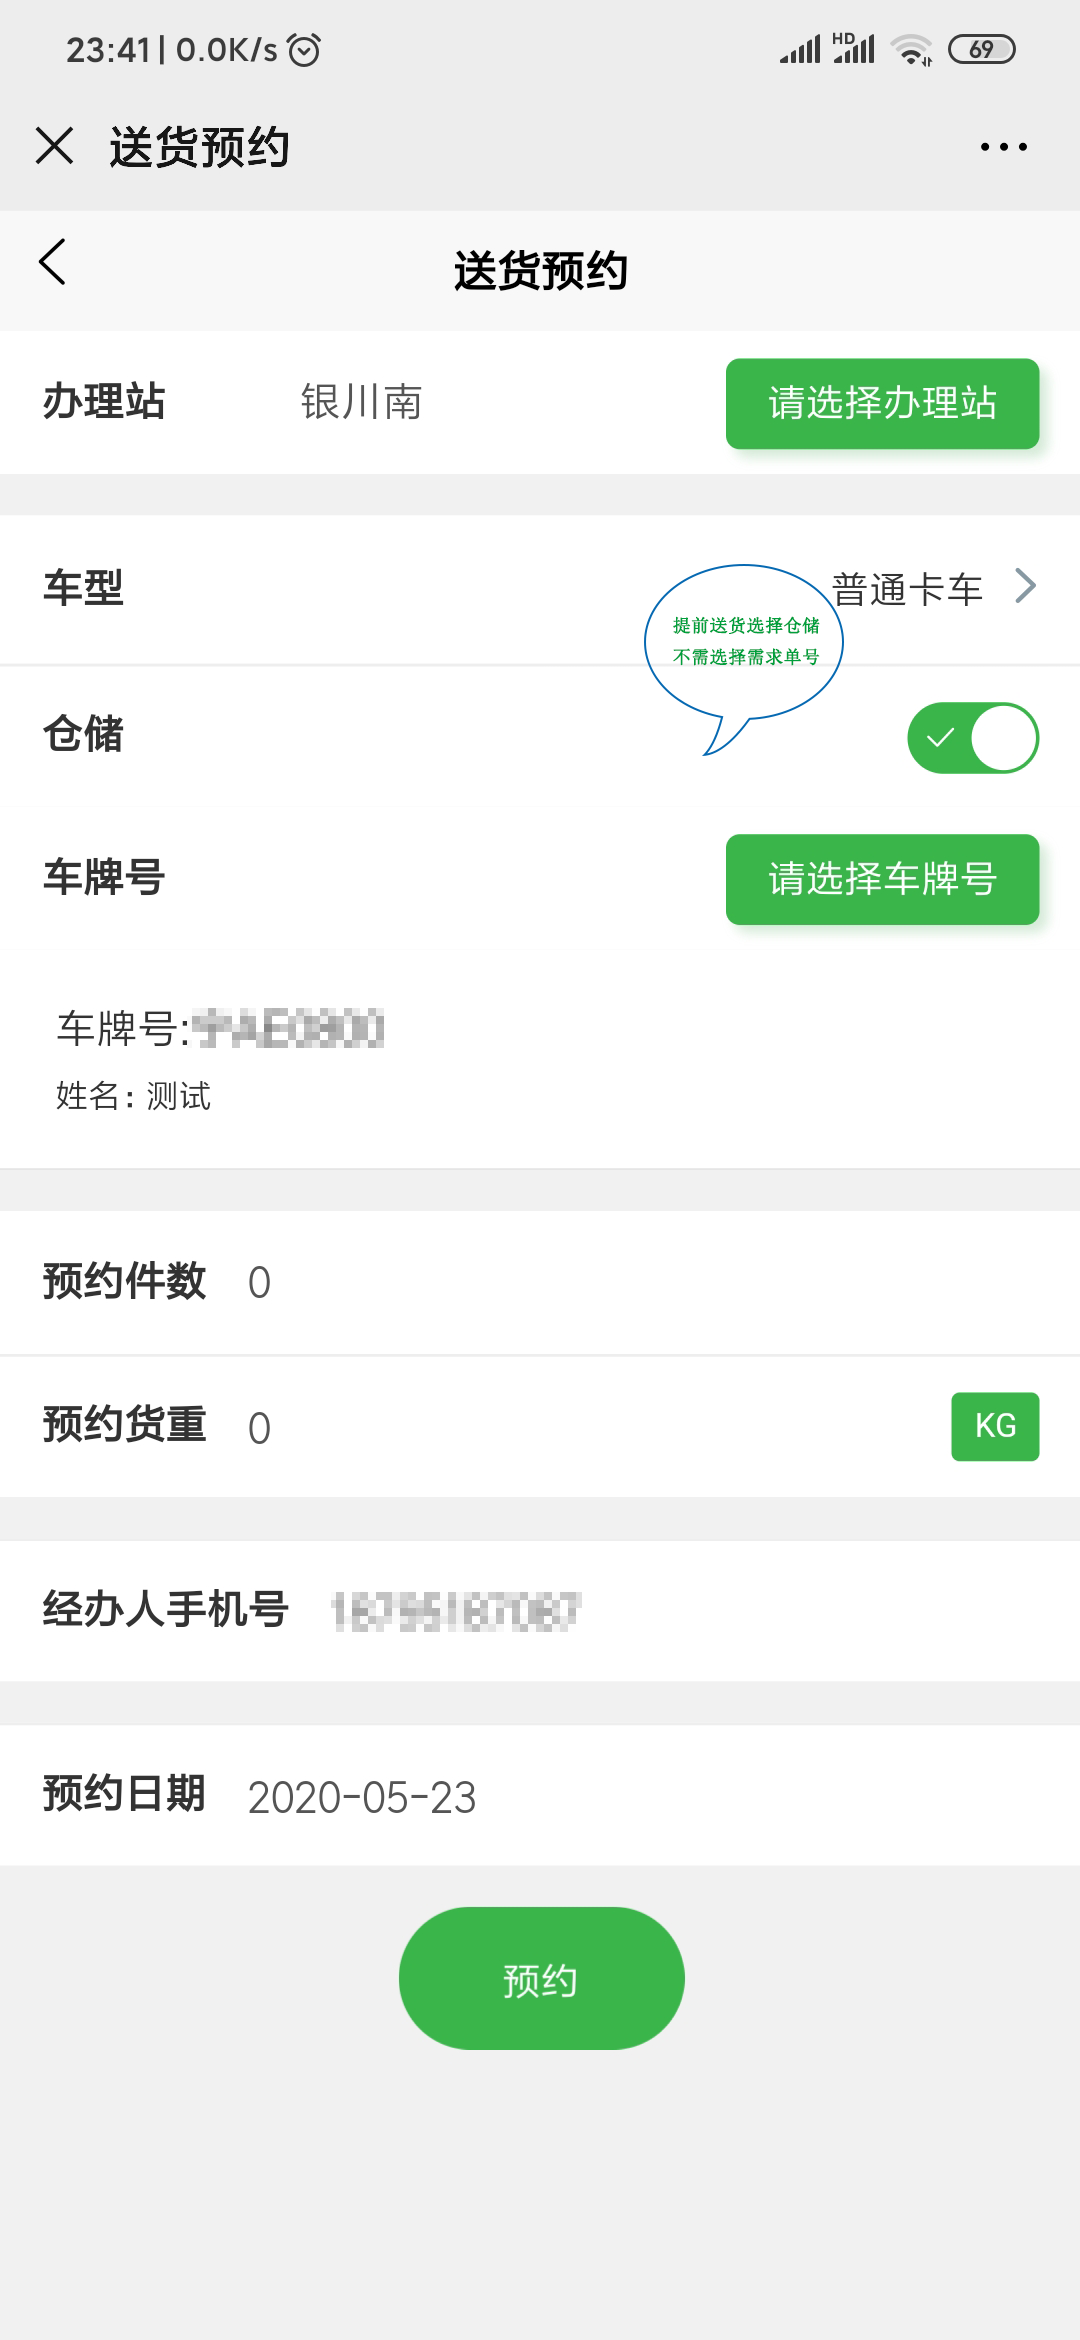 23:41 | 0.0K/s
HD
69
送货预约
送货预约
办理站 银川南 请选择办理站
车型 普通卡车
提前送货选择仓储
不需选择需求单号
仓储
车牌号 请选择车牌号
车牌号:
姓名: 测试
预约件数 0
预约货重 0 KG
经办人手机号
预约日期 2020-05-23
预约